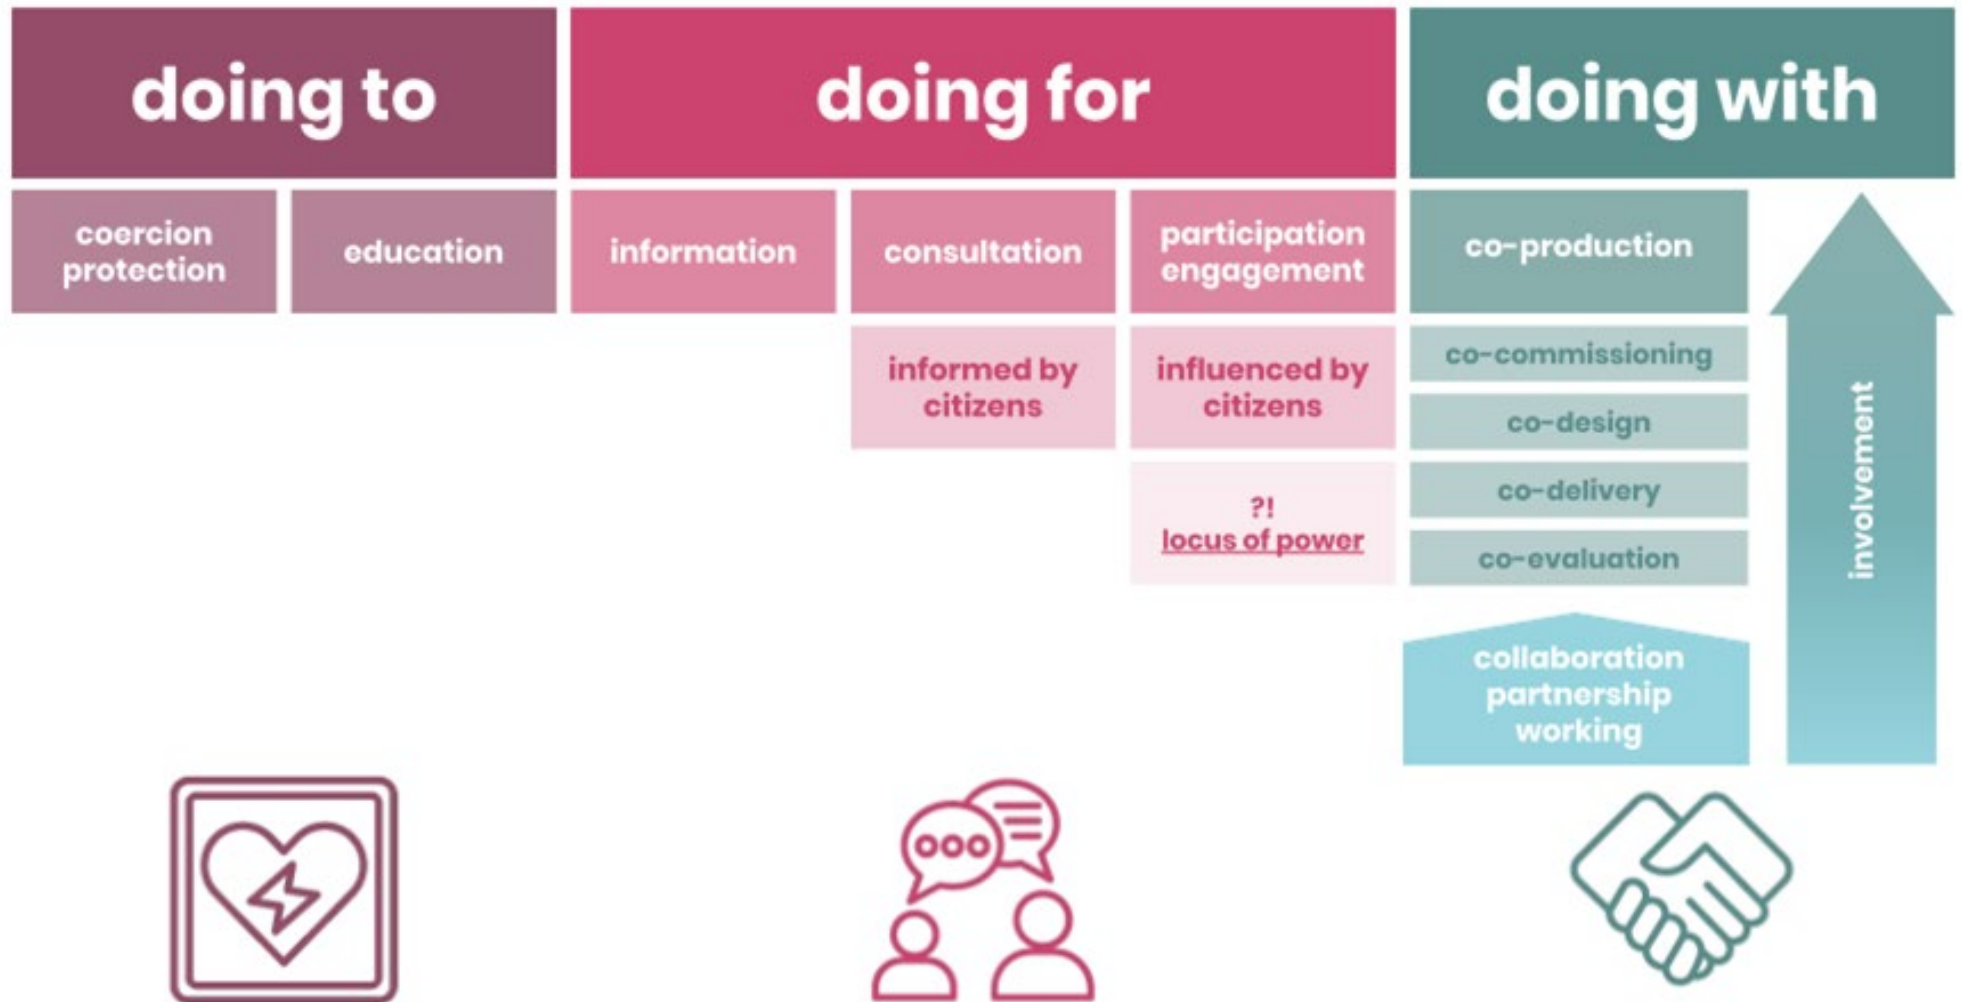 doing to
doing for
doing with
coercion
protection
education
information
consultation
participation
engagement
co-production
informed by
citizens
influenced by
citizens
?!
locus of power
co-commissioning
co-design
co-delivery
co-evaluation
collaboration
partnership
working
involvement